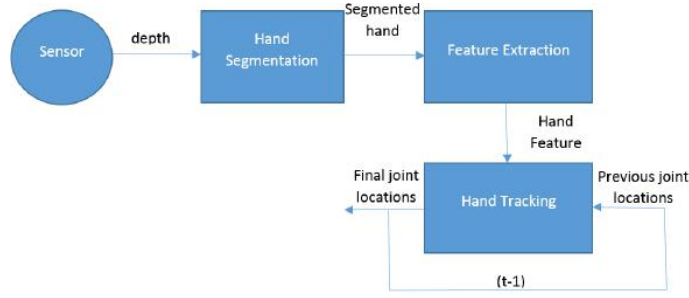 Sensor
depth
Hand
Segmentation
Segmented
hand
Feature Extraction
Hand
Feature
Final joint
locations
Hand Tracking
Previous joint
locations
(t-1)